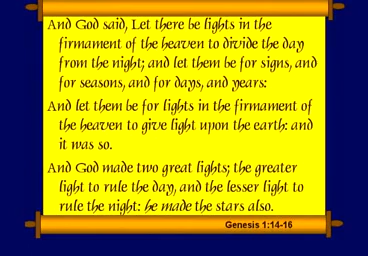 And God said, Let there be lights in the
firmament of the heaven to divide the day
from the night; and let them be for signs, and
for seasons, and for days, and years:
And let them be for lights in the firmament of
the heaven to give light upon the earth: and
it was so.
And God made two great lights; the greater
light to rule the day, and the lesser light to
rule the night: he made the stars also.
Genesis 1:14-16